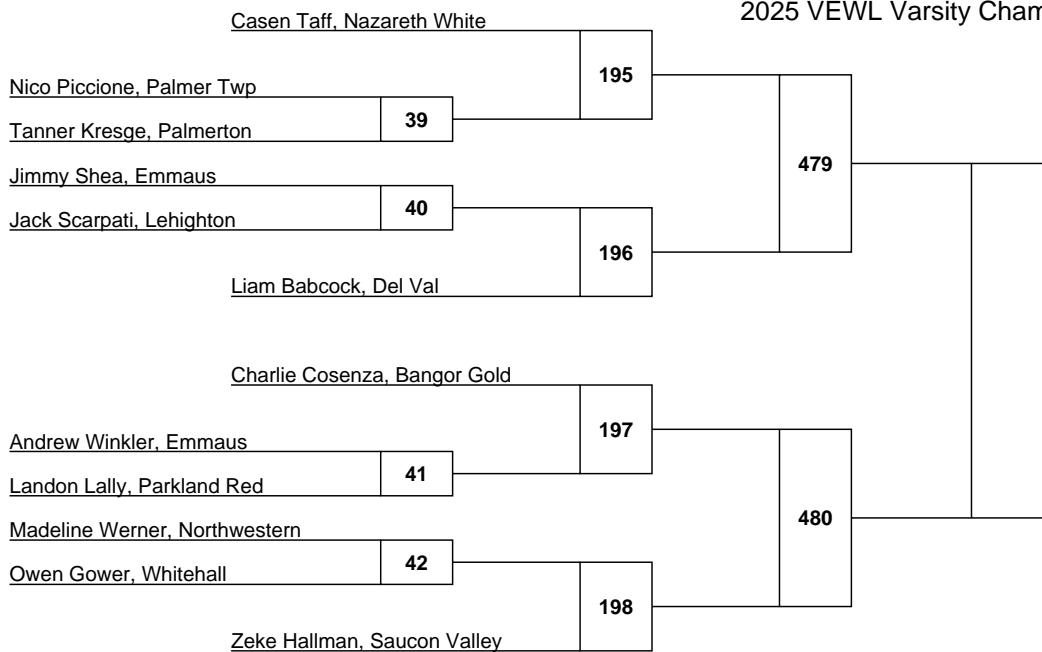 2025 VEWL Varsity Cham
Casen Taff, Nazareth White
195
Nico Piccione, Palmer Twp
39
Tanner Kresge, Palmerton
479
Jimmy Shea, Emmaus
40
Jack Scarpati, Lehighton
196
Liam Babcock, Del Val
Charlie Cosenza, Bangor Gold
197
Andrew Winkler, Emmaus
41
Landon Lally, Parkland Red
480
Madeline Werner, Northwestern
42
Owen Gower, Whitehall
198
Zeke Hallman, Saucon Valley